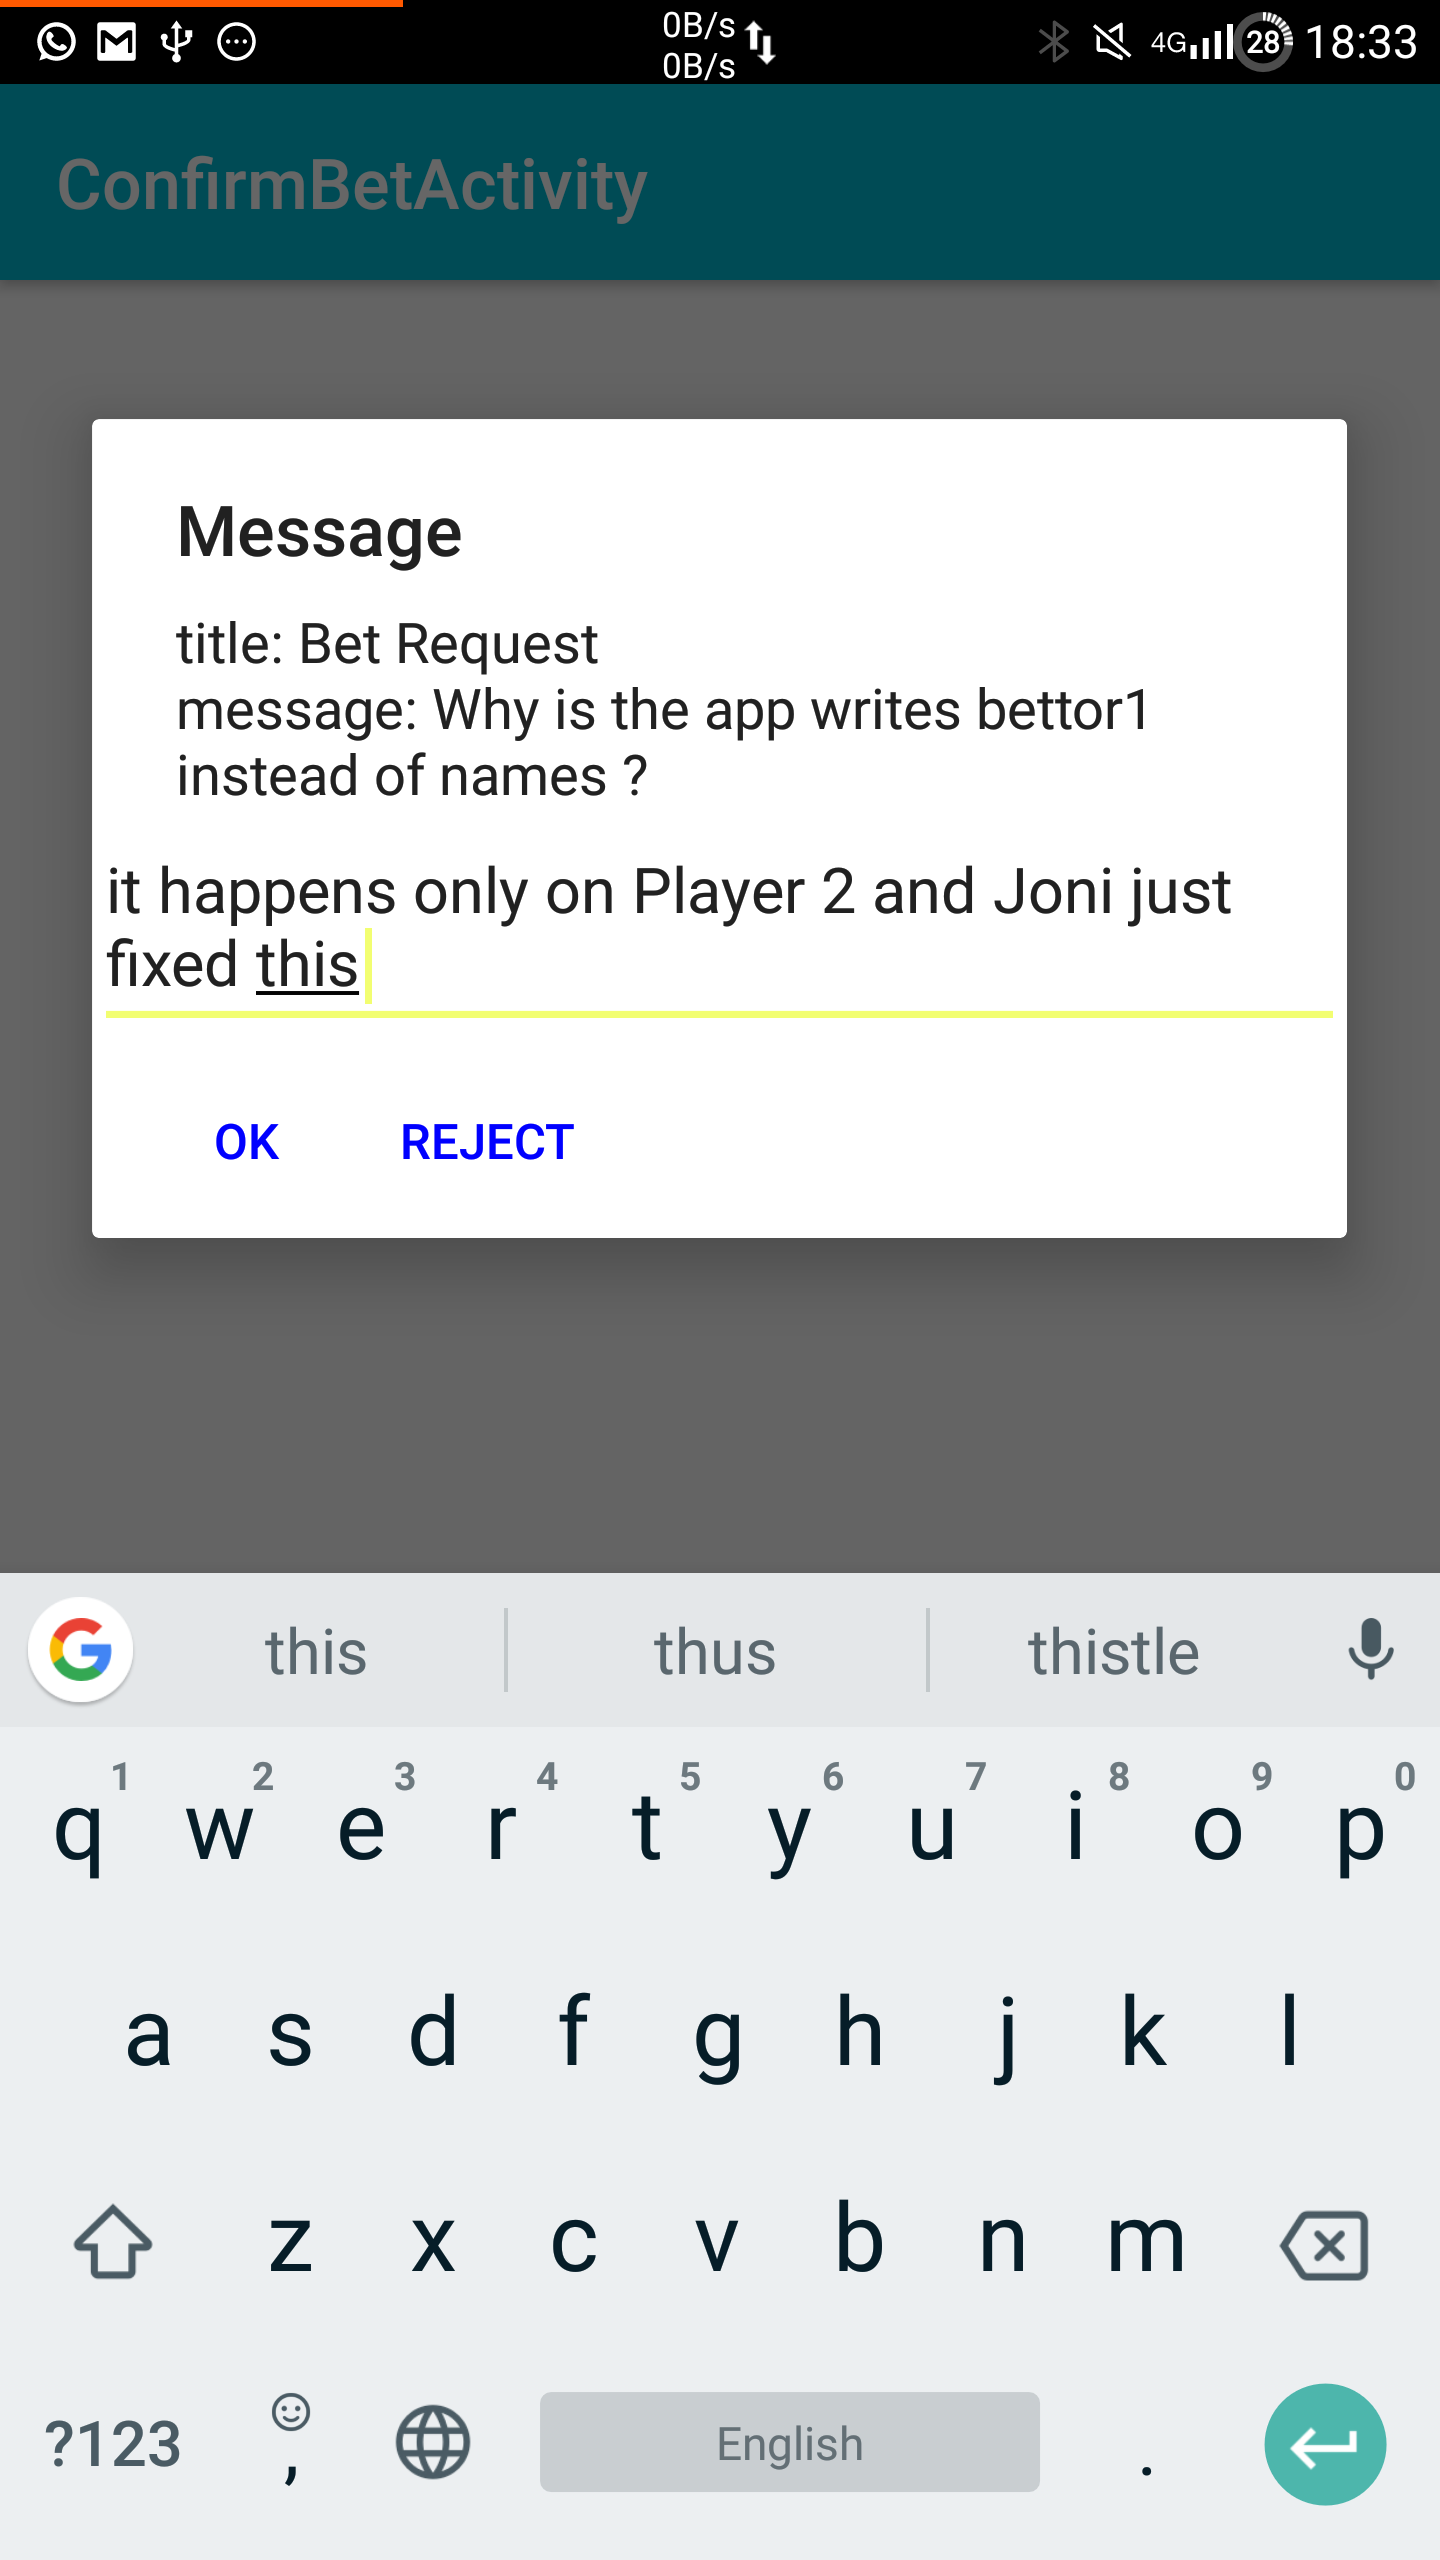 0B/s
0B/s
4G 28 18:33
ConfirmBetActivity
Message
title: Bet Request
message: Why is the app writes bettor1
instead of names ?
it happens only on Player 2 and Joni just
fixed this
OK REJECT
this thus thistle
1 2 3 4 5 6 7 8 9 0
q w e r t y u i o p
a s d f g h j k l
z x c v b n m
?123 , English .